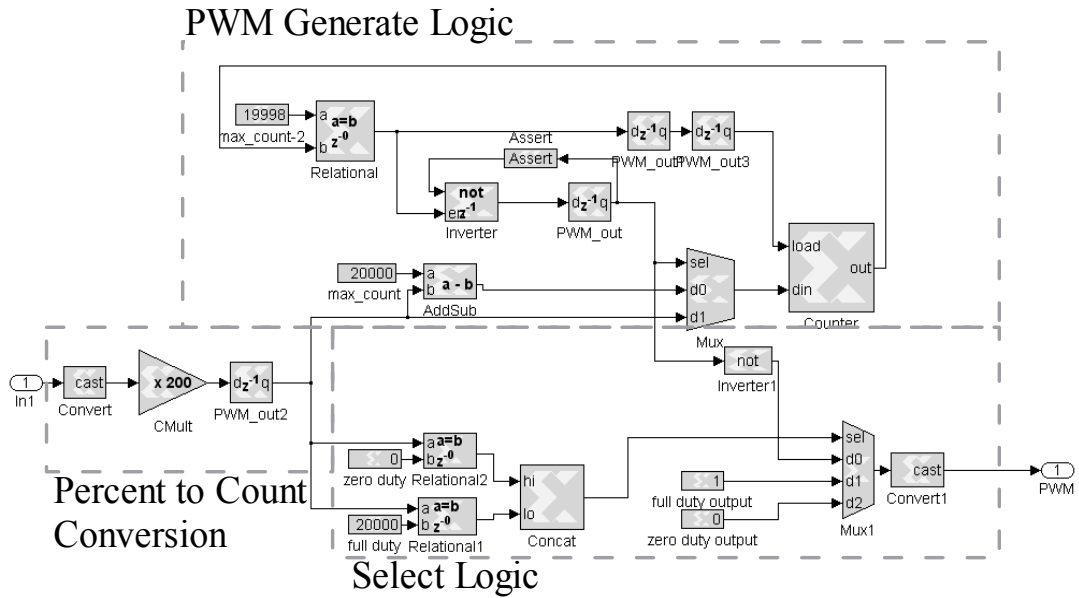 PWM Generate Logic
19998
max_count-2
a
b
a=b
z-0
Relational
Assert
Assert
d z-1 q
d z-1 q
PWM_out3
not
en
z-1
Inverter
d z-1 q
PWM_out
load
din
out
Counter
20000
max_count
a
b
a - b
AddSub
sel
d0
d1
Mux
1
In1
cast
Convert
x 200
CMult
d z-1 q
PWM_out2
not
Inverter1
a
b
a=b
z-0
0
zero duty
Relational2
a
b
a=b
z-0
20000
full duty
Relational1
hi
lo
Concat
1
full duty output
0
zero duty output
sel
d0
d1
d2
Mux1
cast
Convert1
1
PWM
Percent to Count
Conversion
Select Logic